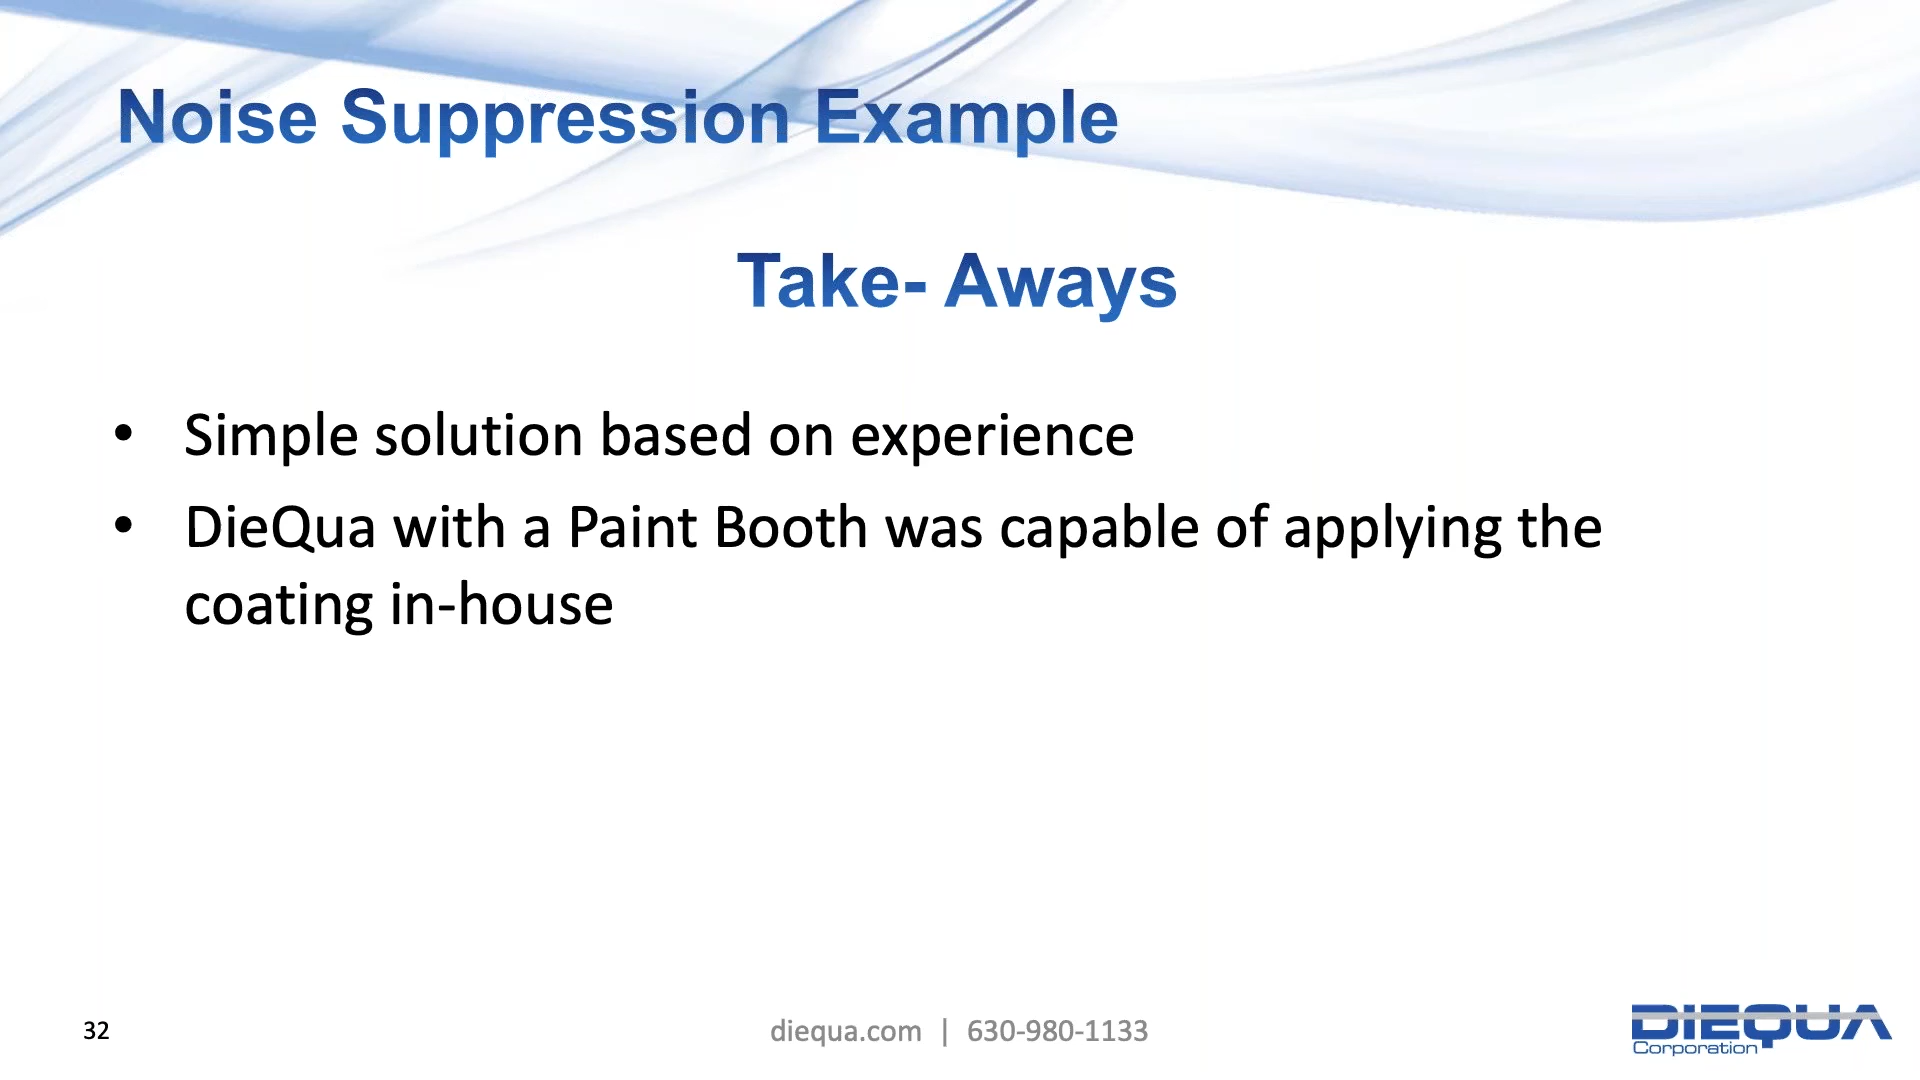 Noise Suppression Example
Take- Aways
• Simple solution based on experience
• DieQua with a Paint Booth was capable of applying the
coating in-house
32
diequa.com | 630-980-1133
DIEQUA
Corporation